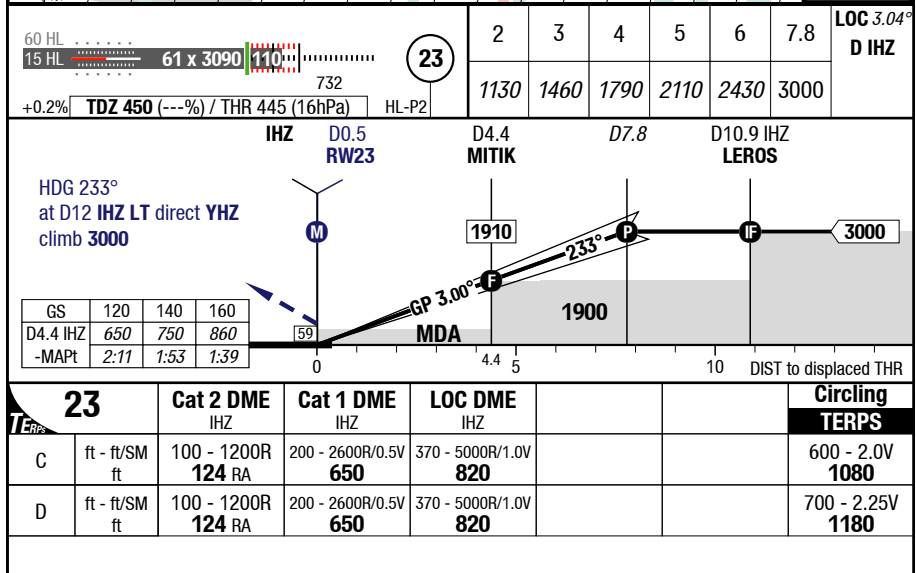 60 HL
15 HL 61 x 3090 110
732
+0.2% TDZ 450 (---%) / THR 445 (16hPa) HL-P2
23
2 3 4 5 6 7.8 LOC 3.04°
D IHZ
1130 1460 1790 2110 2430 3000
IHZ D0.5 D4.4 D7.8 D10.9 IHZ
RW23 MITIK LEROS
HDG 233°
at D12 IHZ LT direct YHZ
climb 3000
M
1910
P
IF
3000
233°
F
GP 3.00°
1900
MDA
59
GS 120 140 160
D4.4 IHZ 650 750 860
-MAPt 2:11 1:53 1:39
0 4.4 5 10 DIST to displaced THR
TERPS 23 Cat 2 DME Cat 1 DME LOC DME Circling
IHZ IHZ IHZ TERPS
C ft - ft/SM 100 - 1200R 200 - 2600R/0.5V 370 - 5000R/1.0V 600 - 2.0V
ft 124 RA 650 820 1080
D ft - ft/SM 100 - 1200R 200 - 2600R/0.5V 370 - 5000R/1.0V 700 - 2.25V
ft 124 RA 650 820 1180